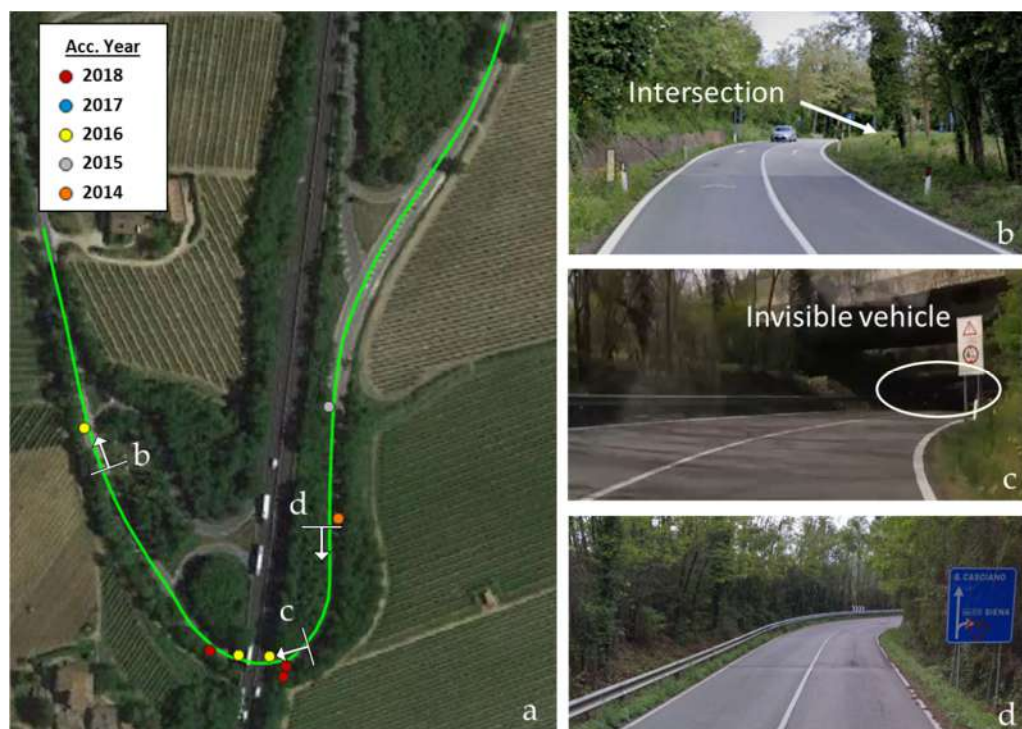 Acc. Year
2018
2017
2016
2015
2014
b
d
c
a
Intersection
b
Invisible vehicle
c
S. CASCIANO
SIENA
d